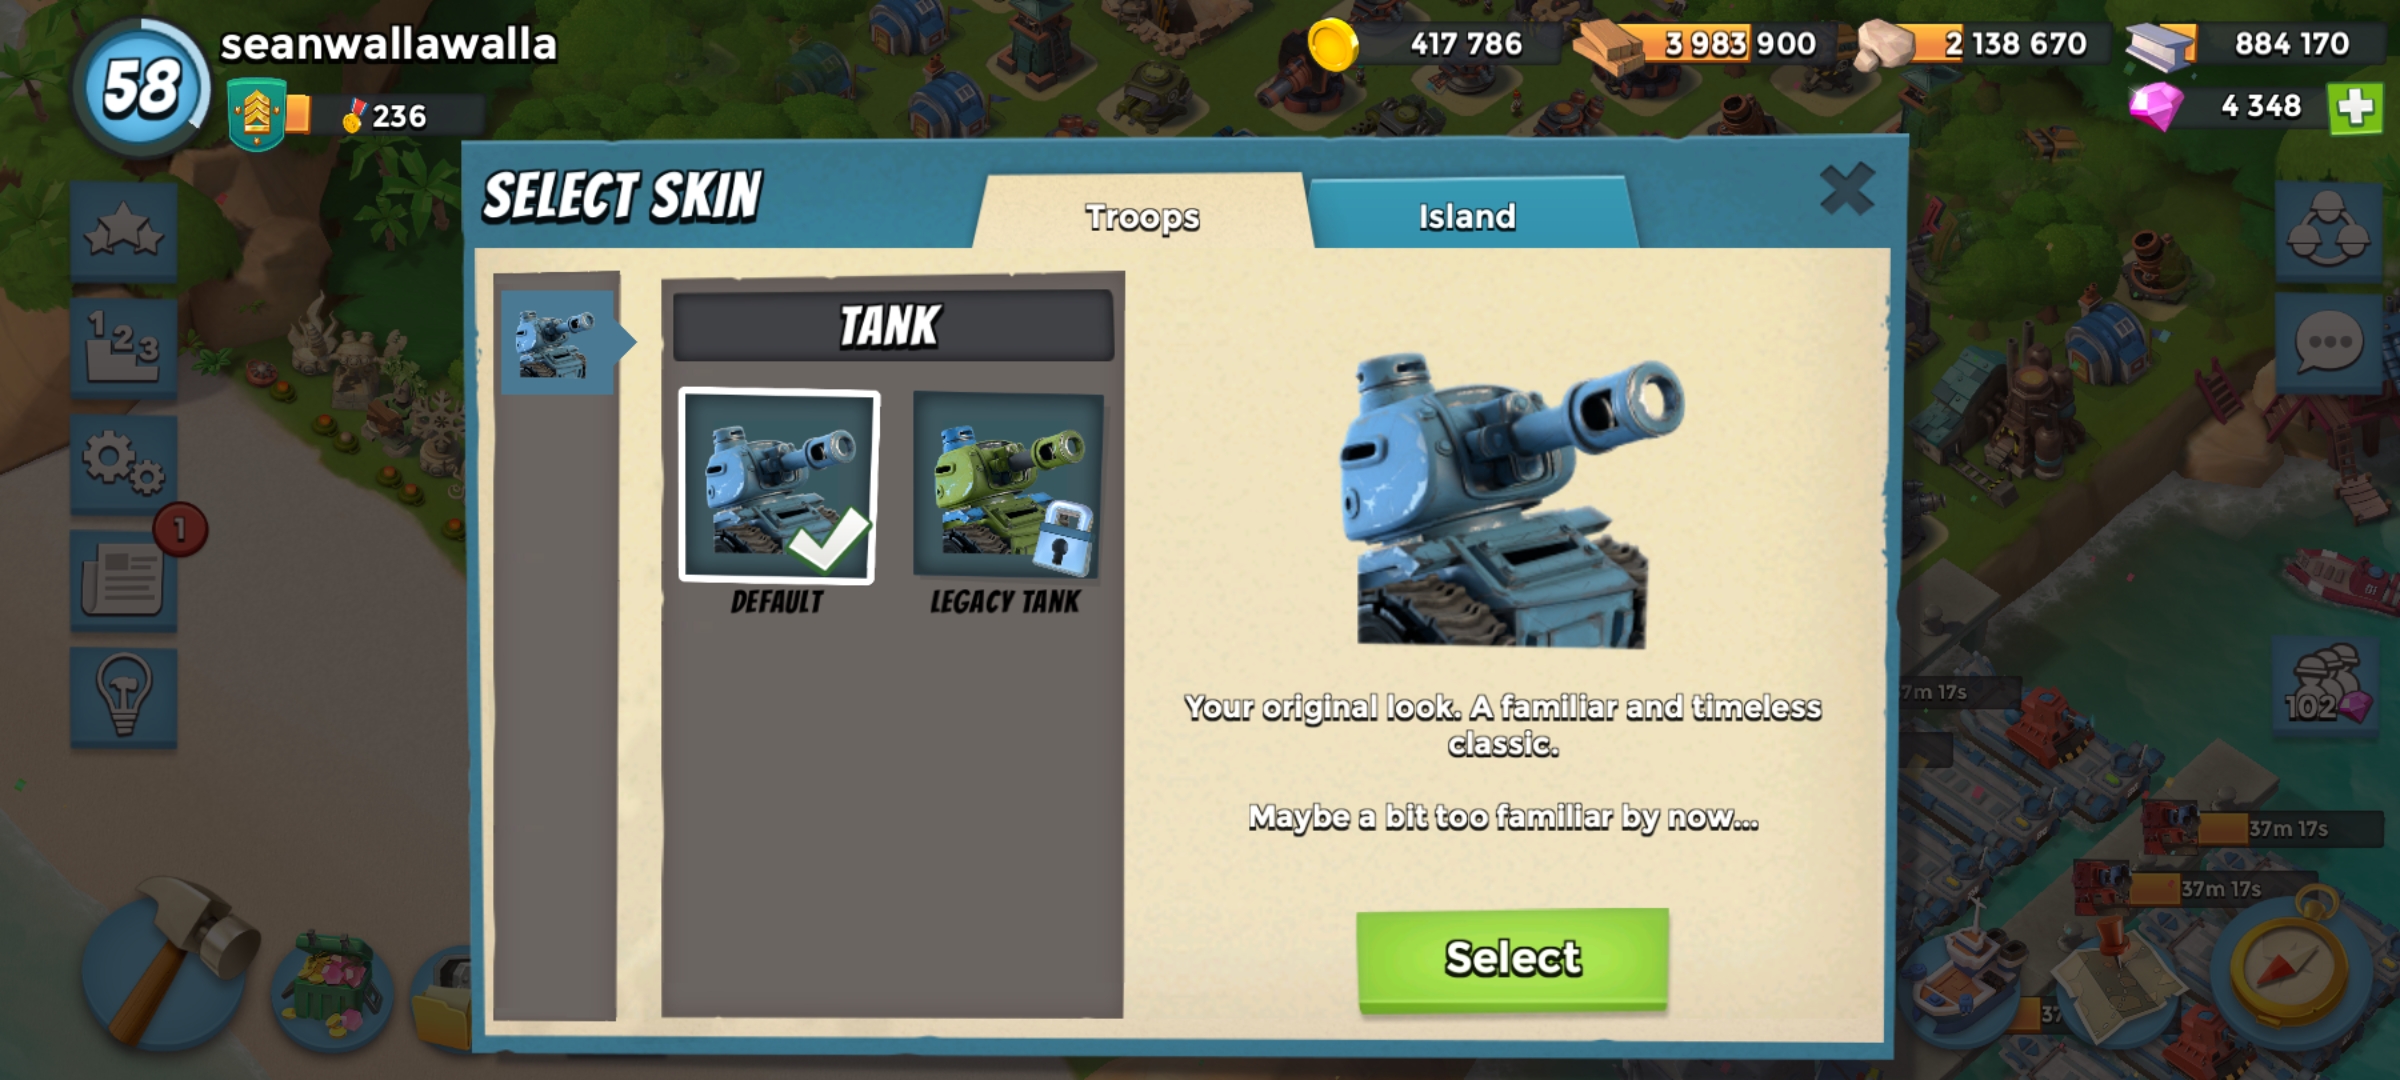 58
seanwallawalla
236
417 786
3 983 900
2 138 670
884 170
4 348
SELECT SKIN
Troops
Island
TANK
DEFAULT
LEGACY TANK
Your original look. A familiar and timeless
classic.
Maybe a bit too familiar by now...
Select
1 2 3
1
7m 17s
102
37m 17s
37m 17s
37